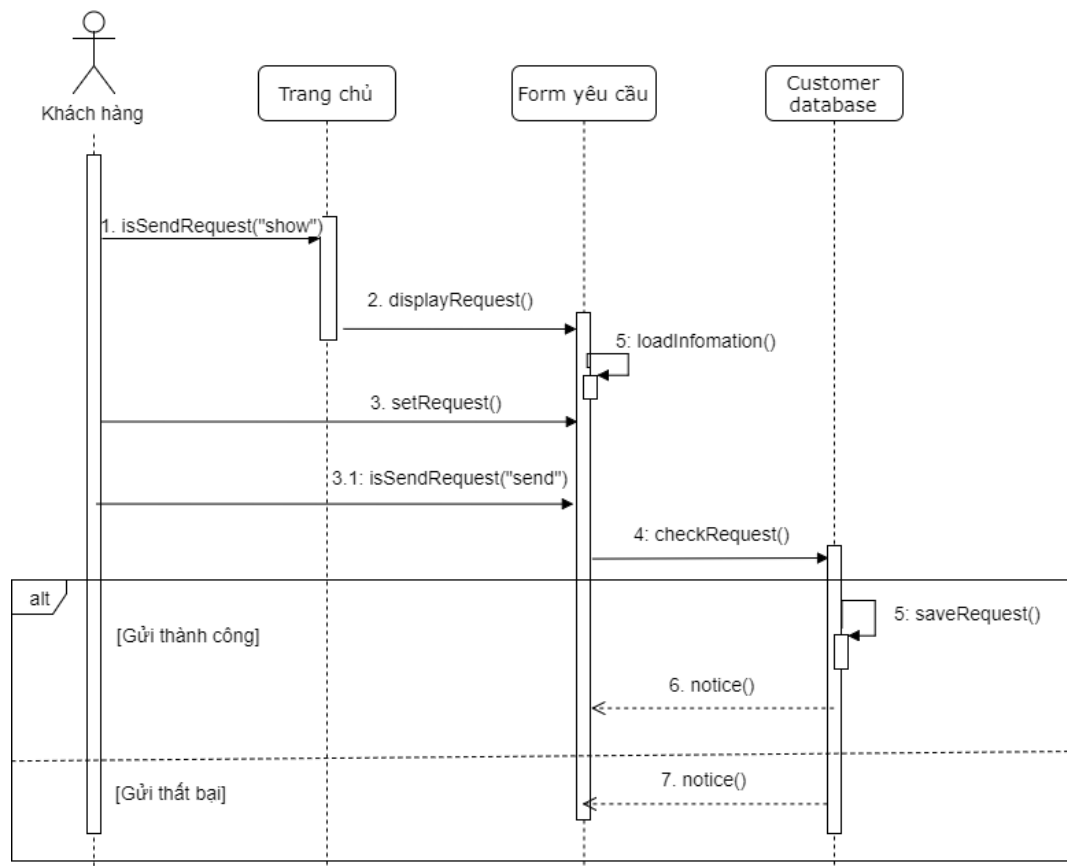 Khách hàng
Trang chủ
Form yêu cầu
Customer
database
1. isSendRequest("show")
2. displayRequest()
5: loadInfomation()
3. setRequest()
3.1: isSendRequest("send")
4: checkRequest()
alt
[Gửi thành công]
5: saveRequest()
6. notice()
[Gửi thất bại]
7. notice()